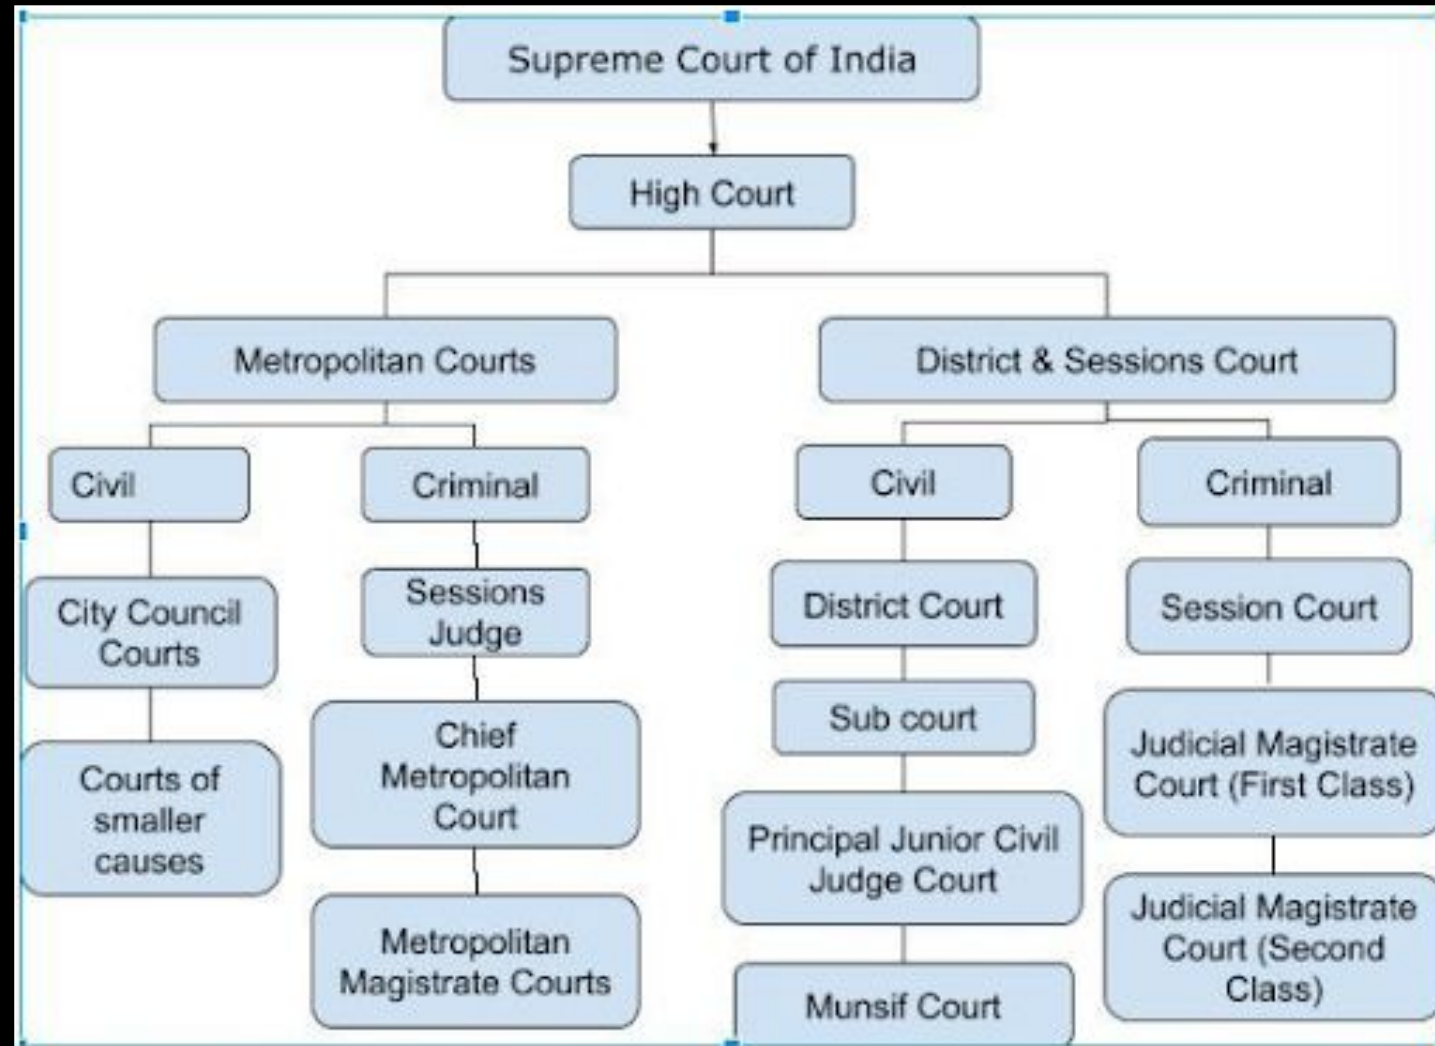 Supreme Court of India
High Court
Metropolitan Courts
District & Sessions Court
Civil
Criminal
Civil
Criminal
City Council
Courts
Sessions
Judge
District Court
Session Court
Courts of
smaller
causes
Chief
Metropolitan
Court
Sub court
Judicial Magistrate
Court (First Class)
Principal Junior Civil
Judge Court
Metropolitan
Magistrate Courts
Judicial Magistrate
Court (Second
Class)
Munsif Court